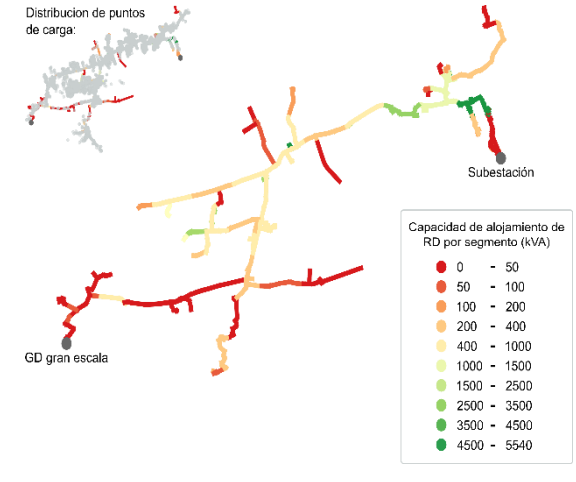 Distribucion de puntos
de carga:
Subestación
Capacidad de alojamiento de
RD por segmento (kVA)
0 - 50
50 - 100
100 - 200
200 - 400
400 - 1000
1000 - 1500
1500 - 2500
2500 - 3500
3500 - 4500
4500 - 5540
GD gran escala